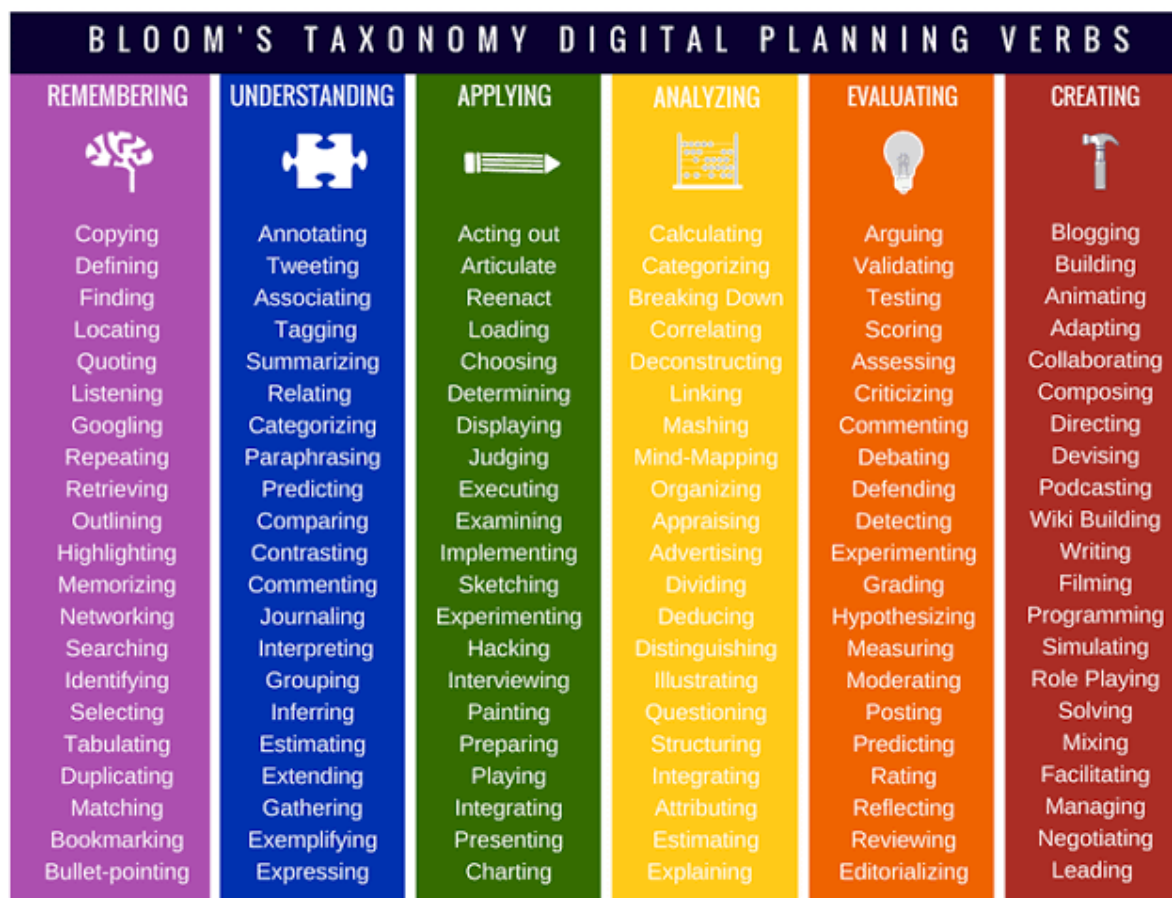 BLOOM'S TAXONOMY DIGITAL PLANNING VERBS
REMEMBERING
Copying
Defining
Finding
Locating
Quoting
Listening
Googling
Repeating
Retrieving
Outlining
Highlighting
Memorizing
Networking
Searching
Identifying
Selecting
Tabulating
Duplicating
Matching
Bookmarking
Bullet-pointing
UNDERSTANDING
Annotating
Tweeting
Associating
Tagging
Summarizing
Relating
Categorizing
Paraphrasing
Predicting
Comparing
Contrasting
Commenting
Journaling
Interpreting
Grouping
Inferring
Estimating
Extending
Gathering
Exemplifying
Expressing
APPLYING
Acting out
Articulate
Reenact
Loading
Choosing
Determining
Displaying
Judging
Executing
Examining
Implementing
Sketching
Experimenting
Hacking
Interviewing
Painting
Preparing
Playing
Integrating
Presenting
Charting
ANALYZING
Calculating
Categorizing
Breaking Down
Correlating
Deconstructing
Linking
Mashing
Mind-Mapping
Organizing
Appraising
Advertising
Dividing
Deducing
Distinguishing
Illustrating
Questioning
Structuring
Integrating
Attributing
Estimating
Explaining
EVALUATING
Arguing
Validating
Testing
Scoring
Assessing
Criticizing
Commenting
Debating
Defending
Detecting
Experimenting
Grading
Hypothesizing
Measuring
Moderating
Posting
Predicting
Rating
Reflecting
Reviewing
Editorializing
CREATING
Blogging
Building
Animating
Adapting
Collaborating
Composing
Directing
Devising
Podcasting
Wiki Building
Writing
Filming
Programming
Simulating
Role Playing
Solving
Mixing
Facilitating
Managing
Negotiating
Leading